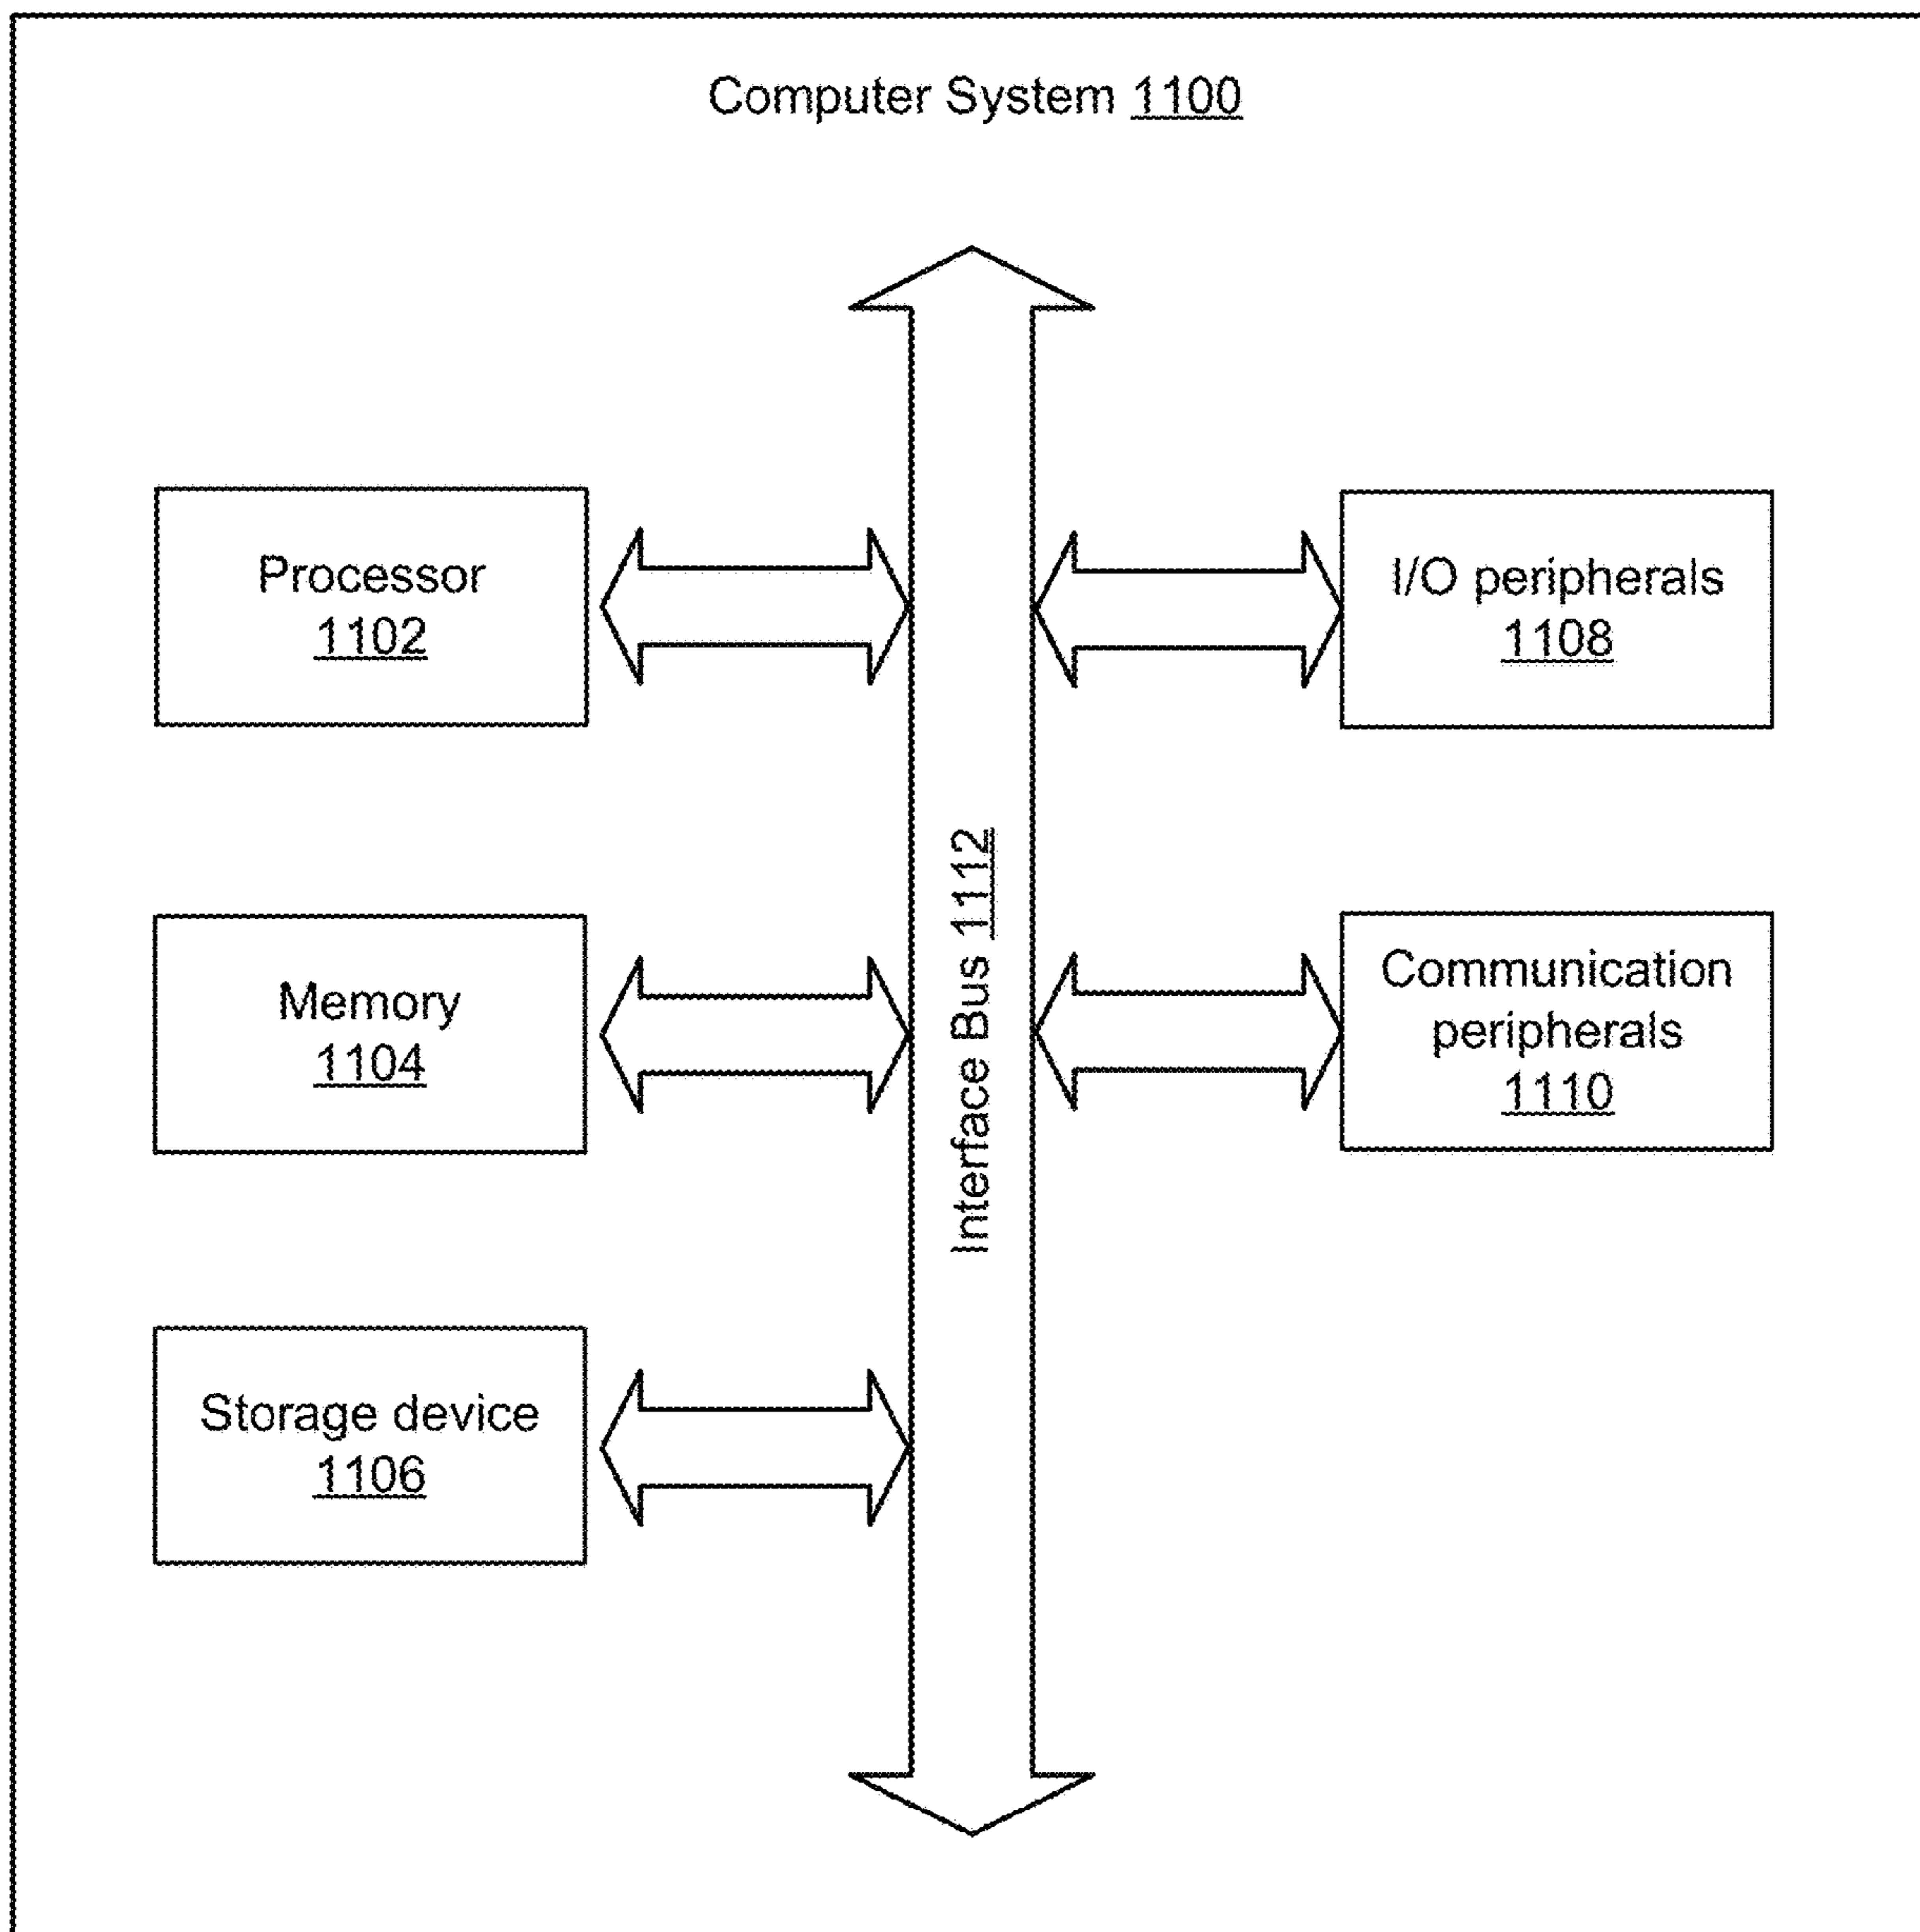 Computer System 1100
Processor
1102
I/O peripherals
1108
Interface Bus 1112
Memory
1104
Communication
peripherals
1110
Storage device
1106